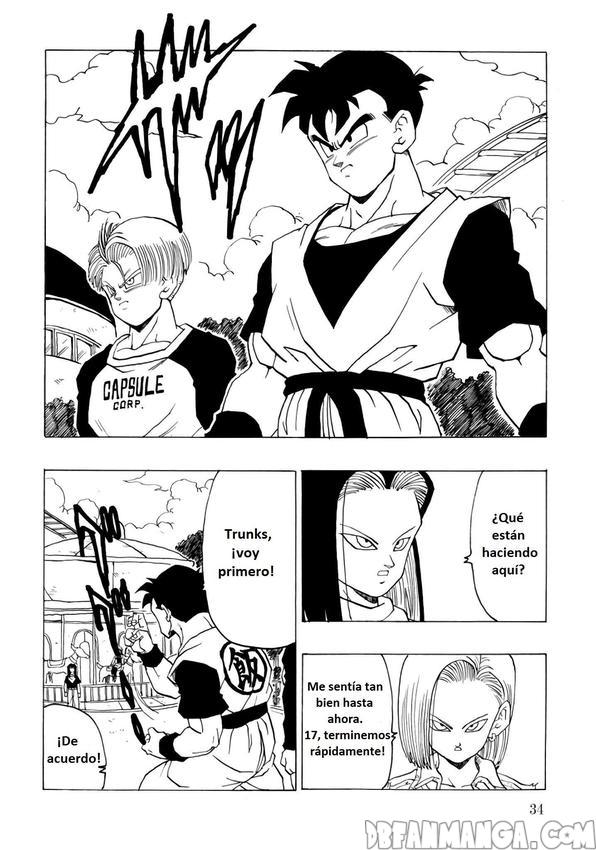 CAPSULE
CORP.
¿Qué
están
haciendo
aquí?
Trunks,
¡voy
primero!
飯
¡De
acuerdo!
Me sentía tan
bien hasta
ahora.
17, terminemos
rápidamente!
34
DBFANMANGA.COM